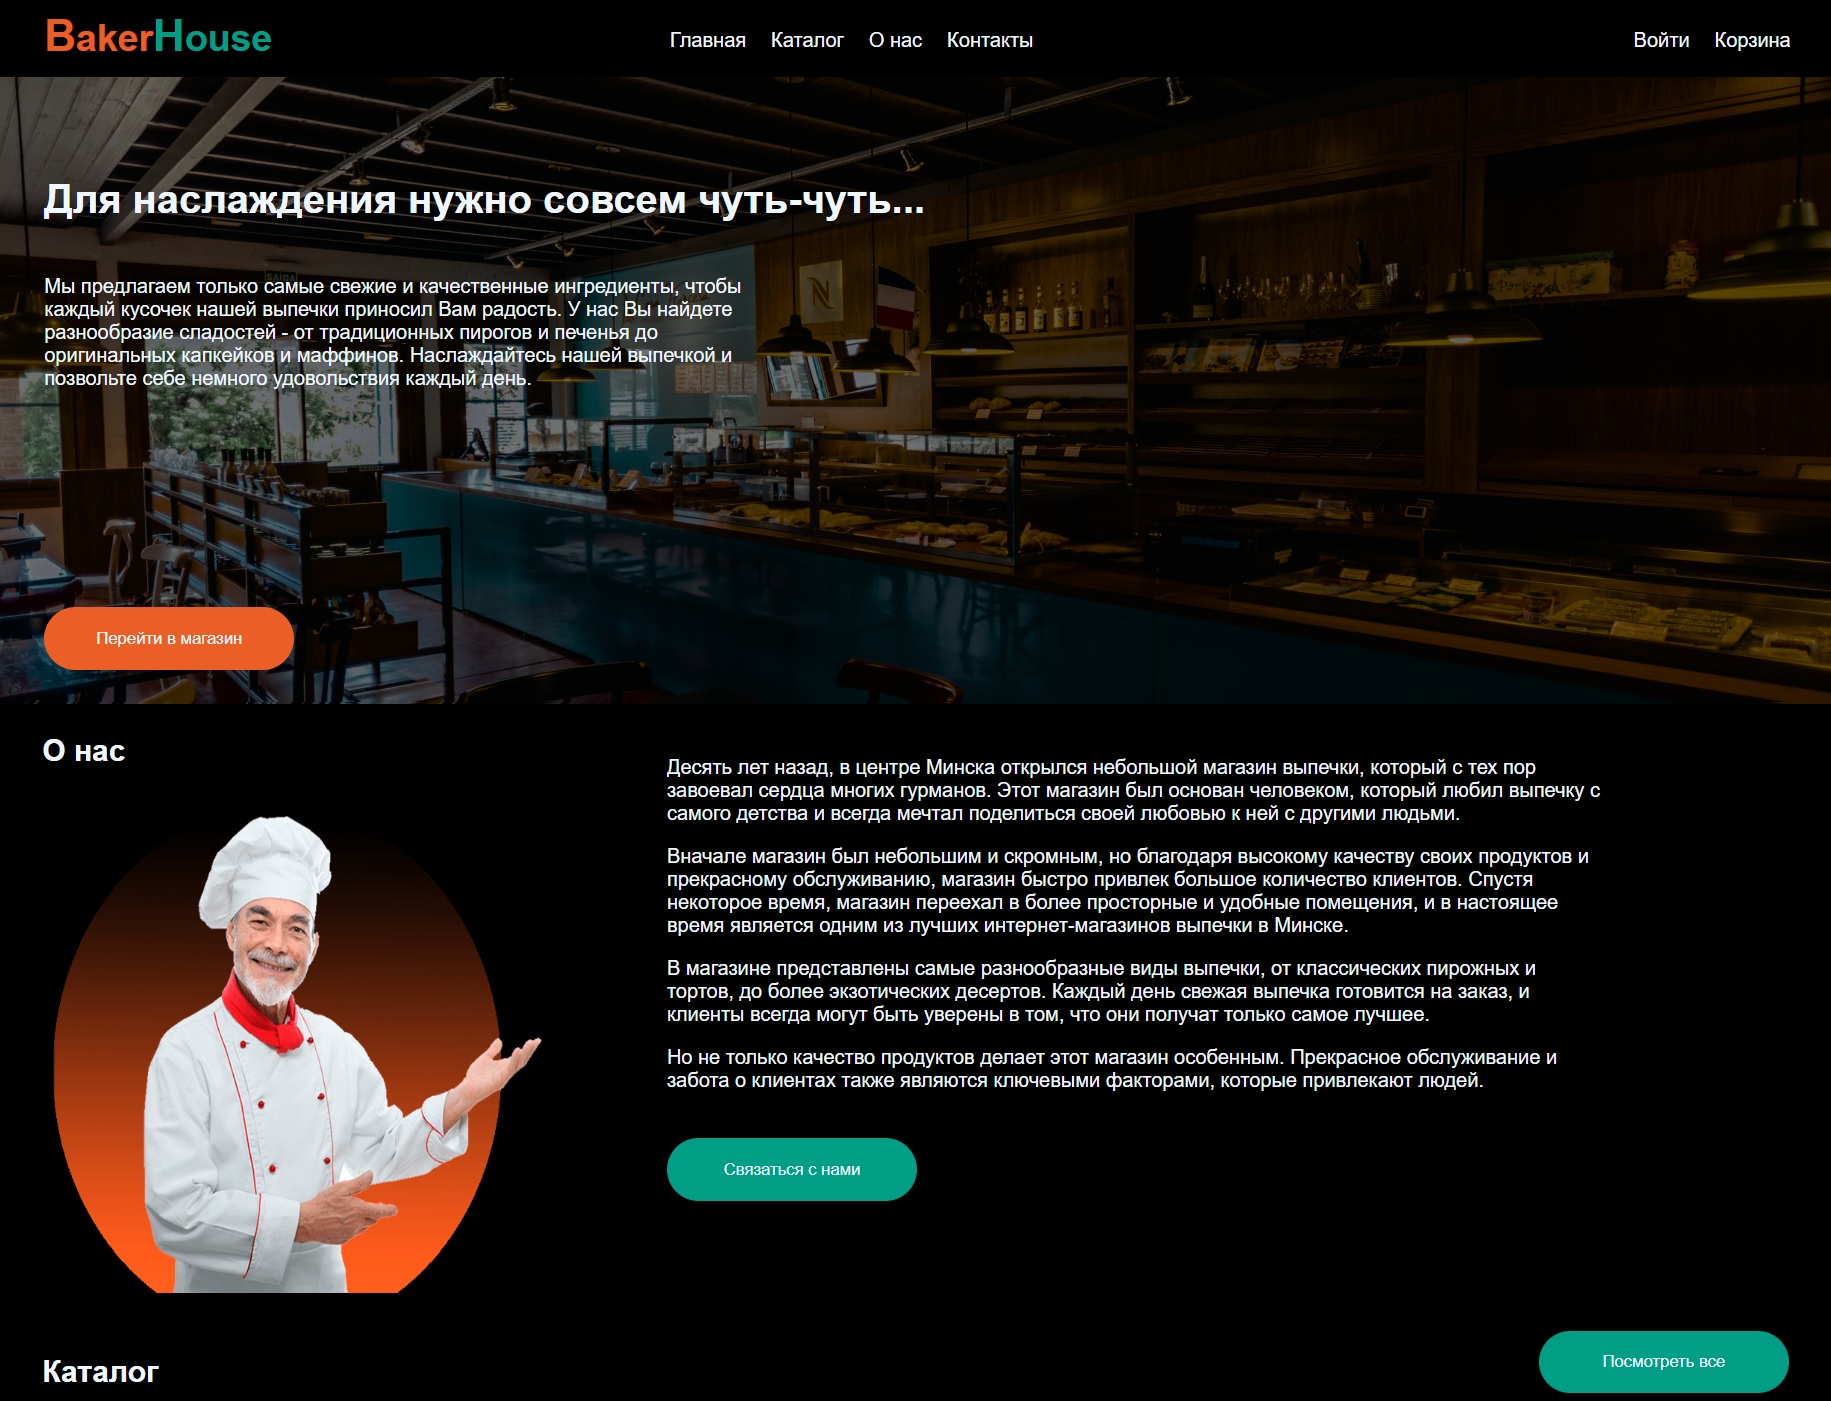 BakerHouse
Главная Каталог О нас Контакты
Войти Корзина
Для наслаждения нужно совсем чуть-чуть...
SAIDA
Мы предлагаем только самые свежие и качественные ингредиенты, чтобы
каждый кусочек нашей выпечки приносил Вам радость. У нас Вы найдете
разнообразие сладостей - от традиционных пирогов и печенья до
оригинальных капкейков и маффинов. Наслаждайтесь нашей выпечкой и
позвольте себе немного удовольствия каждый день.
N
Перейти в магазин
О нас
Десять лет назад, в центре Минска открылся небольшой магазин выпечки, который с тех пор
завоевал сердца многих гурманов. Этот магазин был основан человеком, который любил выпечку с
самого детства и всегда мечтал поделиться своей любовью к ней с другими людьми.
Вначале магазин был небольшим и скромным, но благодаря высокому качеству своих продуктов и
прекрасному обслуживанию, магазин быстро привлек большое количество клиентов. Спустя
некоторое время, магазин переехал в более просторные и удобные помещения, и в настоящее
время является одним из лучших интернет-магазинов выпечки в Минске.
В магазине представлены самые разнообразные виды выпечки, от классических пирожных и
тортов, до более экзотических десертов. Каждый день свежая выпечка готовится на заказ, и
клиенты всегда могут быть уверены в том, что они получат только самое лучшее.
Но не только качество продуктов делает этот магазин особенным. Прекрасное обслуживание и
забота о клиентах также являются ключевыми факторами, которые привлекают людей.
Связаться с нами
Каталог
Посмотреть все